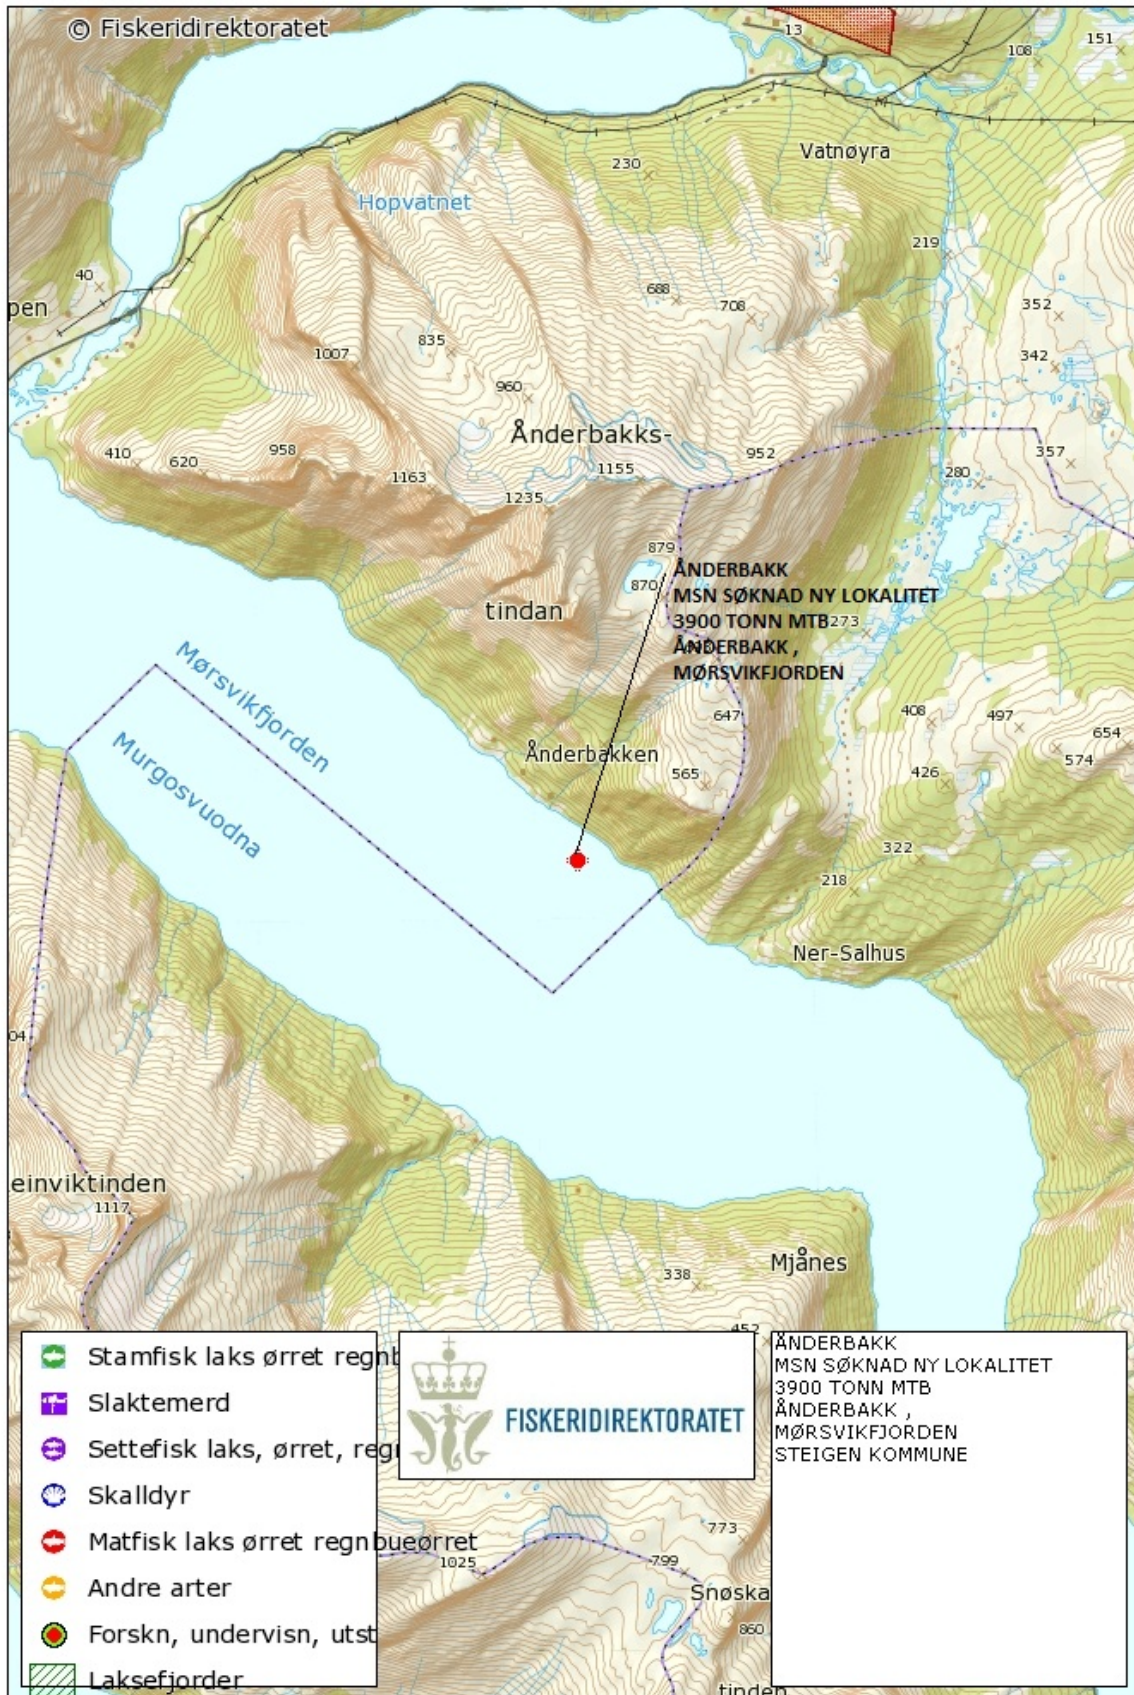 © Fiskeridirektoratet
13
108
151
Vatnøyra
230
Hopvatnet
219
40
pen
688
708
352
835
1007
342
960
Ånderbakks-
410
620
958
1155
952
357
1163
280
1235
879
870
ÅNDERBAKK
MSN SØKNAD NY LOKALITET
3900 TONN MTB
ÅNDERBAKK ,
MØRSVIKFJORDEN
273
tindan
Mørsvikfjorden
Murgosvuodna
647
408
497
654
574
Ånderbakken
565
426
322
218
Ner-Salhus
04
einviktinden
1117
Mjånes
338
452
Stamfisk laks ørret regnb
Slaktemerd
Settefisk laks, ørret, regn
Skalldyr
Matfisk laks ørret regnbueørret
Andre arter
Forskn, undervisn, utst
Laksefjorder
FISKERIDIREKTORATET
ÅNDERBAKK
MSN SØKNAD NY LOKALITET
3900 TONN MTB
ÅNDERBAKK ,
MØRSVIKFJORDEN
STEIGEN KOMMUNE
773
1025
799
Snøska
860
tinden